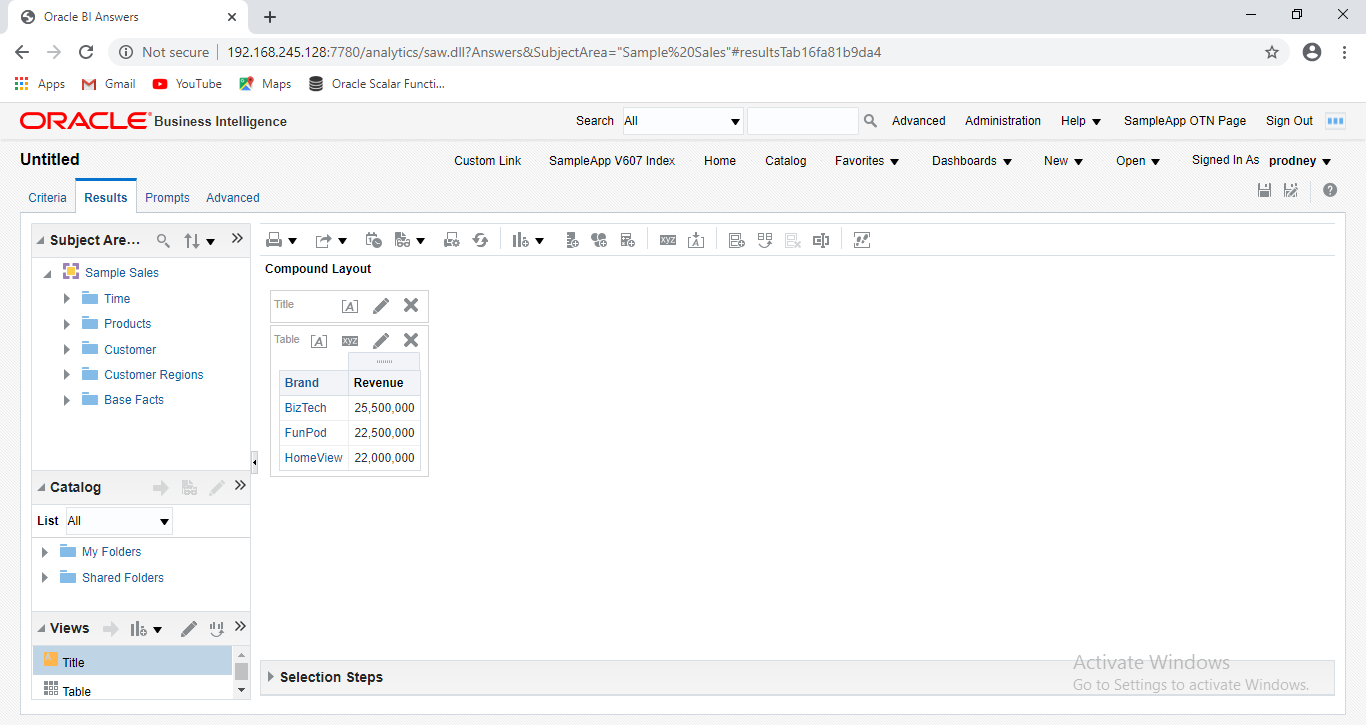 Oracle BI Answers
Not secure | 192.168.245.128:7780/analytics/saw.dll?Answers&SubjectArea="Sample%20Sales"#resultsTab16fa81b9da4
Apps Gmail YouTube Maps Oracle Scalar Functi...
ORACLE Business Intelligence Search All Advanced Administration Help SampleApp OTN Page Sign Out
Untitled Custom Link SampleApp V607 Index Home Catalog Favorites Dashboards New Open Signed In As prodney
Criteria Results Prompts Advanced
Subject Are...
Sample Sales
Time
Products
Customer
Customer Regions
Base Facts
Catalog
List All
My Folders
Shared Folders
Views
Title
Table
Compound Layout
Title
Table xyz
Brand Revenue
BizTech 25,500,000
FunPod 22,500,000
HomeView 22,000,000
Selection Steps
Activate Windows
Go to Settings to activate Windows.